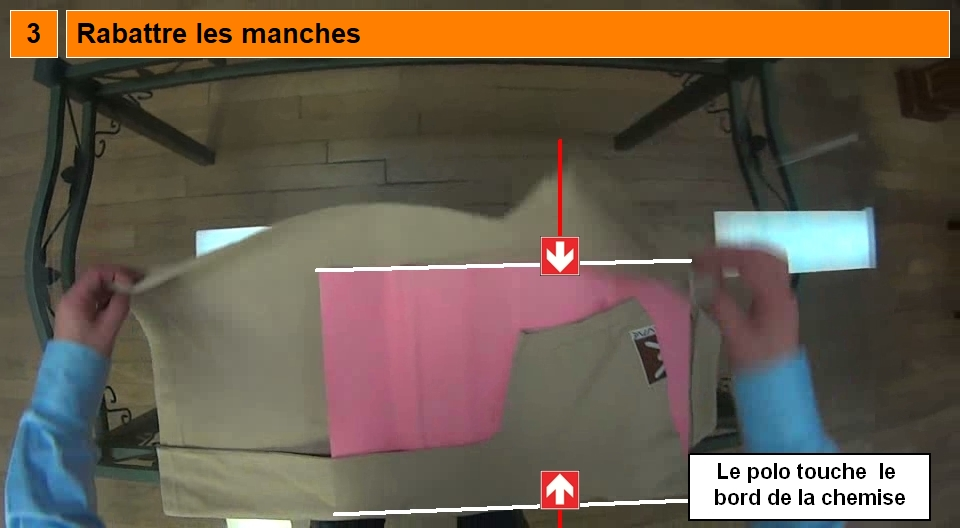 3 Rabattre les manches
Le polo touche le
bord de la chemise